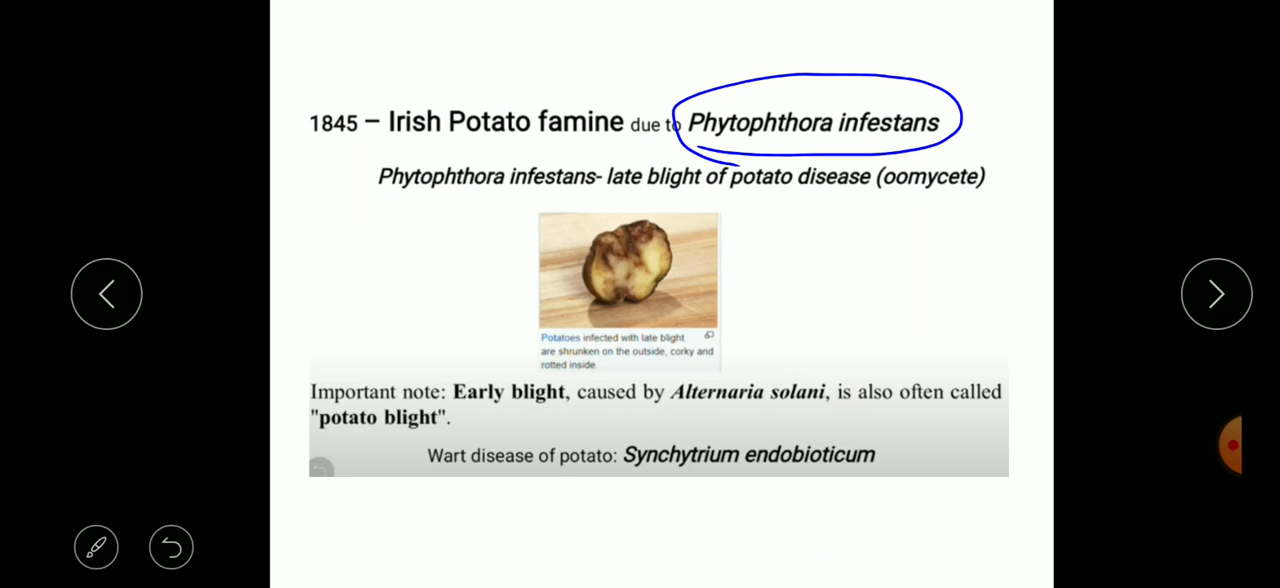 1845 – Irish Potato famine due to Phytophthora infestans
Phytophthora infestans- late blight of potato disease (oomycete)
Potatoes infected with late blight
are shrunken on the outside, corky and
rotted inside.
Important note: Early blight, caused by Alternaria solani, is also often called
"potato blight".
Wart disease of potato: Synchytrium endobioticum